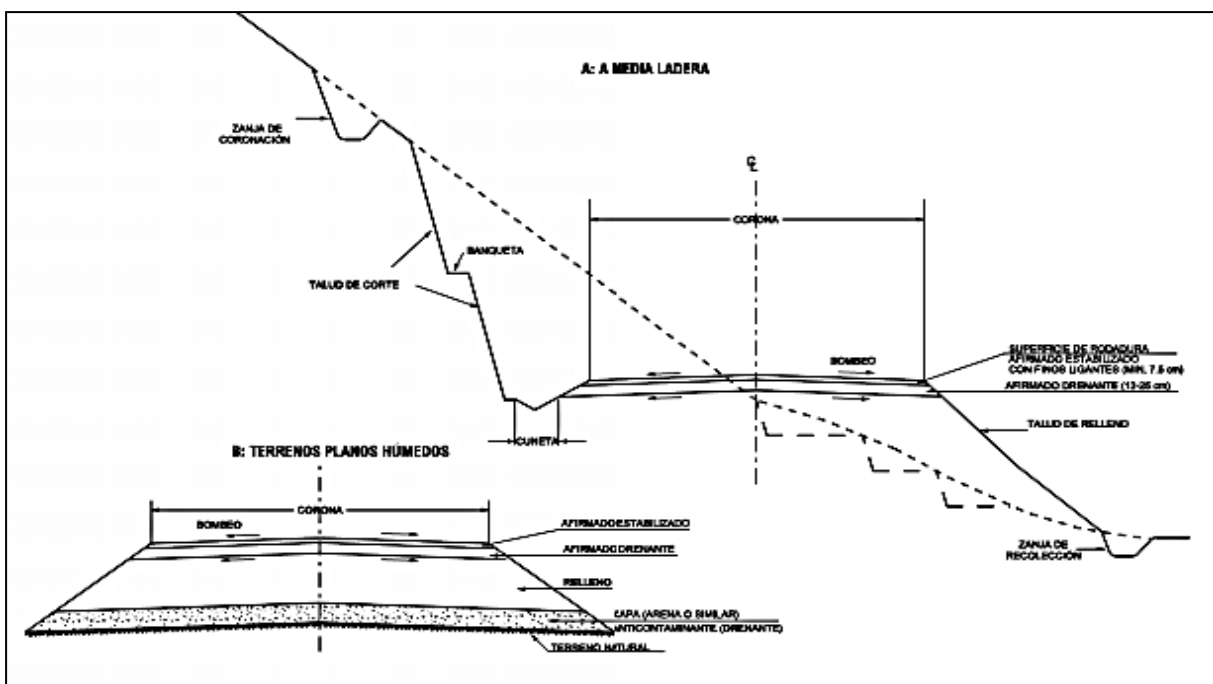 A: A MEDIA LADERA
ZANJA DE
CORONACIÓN
CL
CORONA
BANQUETA
TALUD DE CORTE
BOMBEO
SUPERFICIE DE RODADURA
AFIRMADO ESTABILIZADO
CON FINOS LIGANTES (MIN. 7.5 cm)
AFIRMADO DRENANTE (13-25 cm)
TALUD DE RELLENO
CUNETA
ZANJA DE
RECOLECCIÓN
B: TERRENOS PLANOS HÚMEDOS
CORONA
BOMBEO
AFIRMADO ESTABILIZADO
AFIRMADO DRENANTE
RELLENO
CAPA (ARENA O SIMILAR)
ANTICONTAMINANTE (DRENANTE)
TERRENO NATURAL